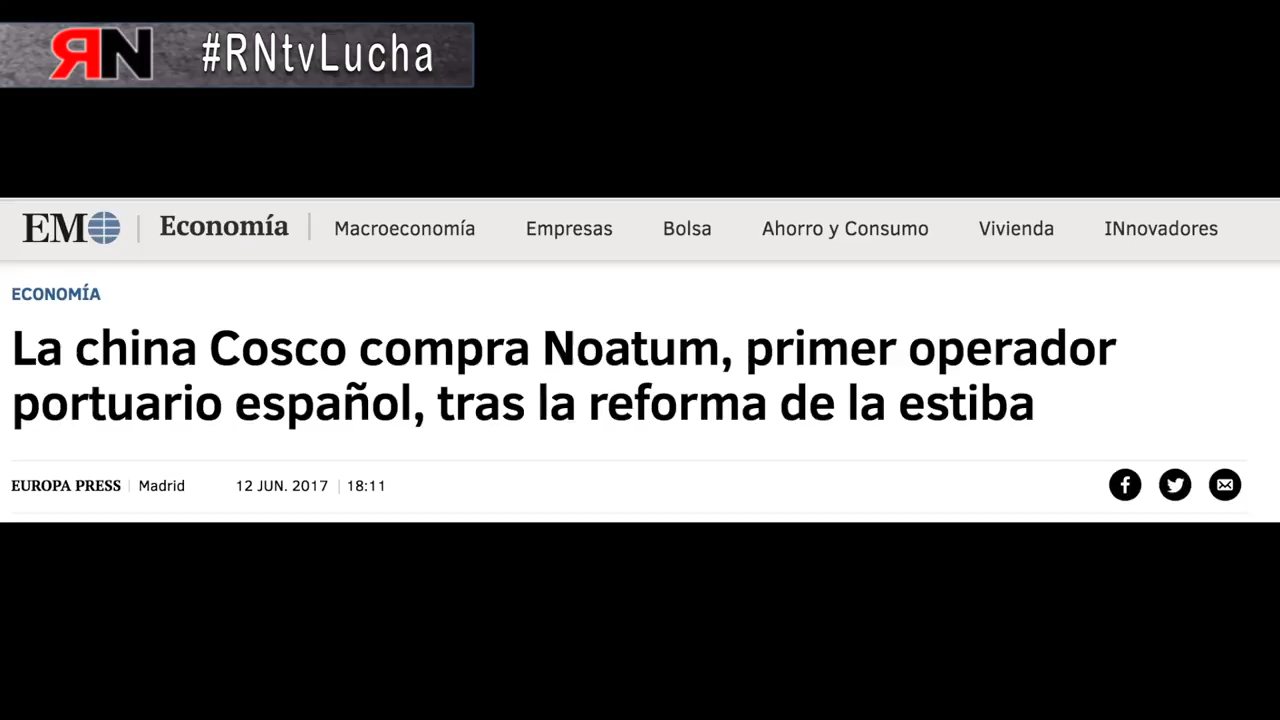 ЯN #RNtvLucha
EM Economía Macroeconomía Empresas Bolsa Ahorro y Consumo Vivienda INnovadores
ECONOMÍA
La china Cosco compra Noatum, primer operador
portuario español, tras la reforma de la estiba
EUROPA PRESS Madrid 12 JUN. 2017 18:11